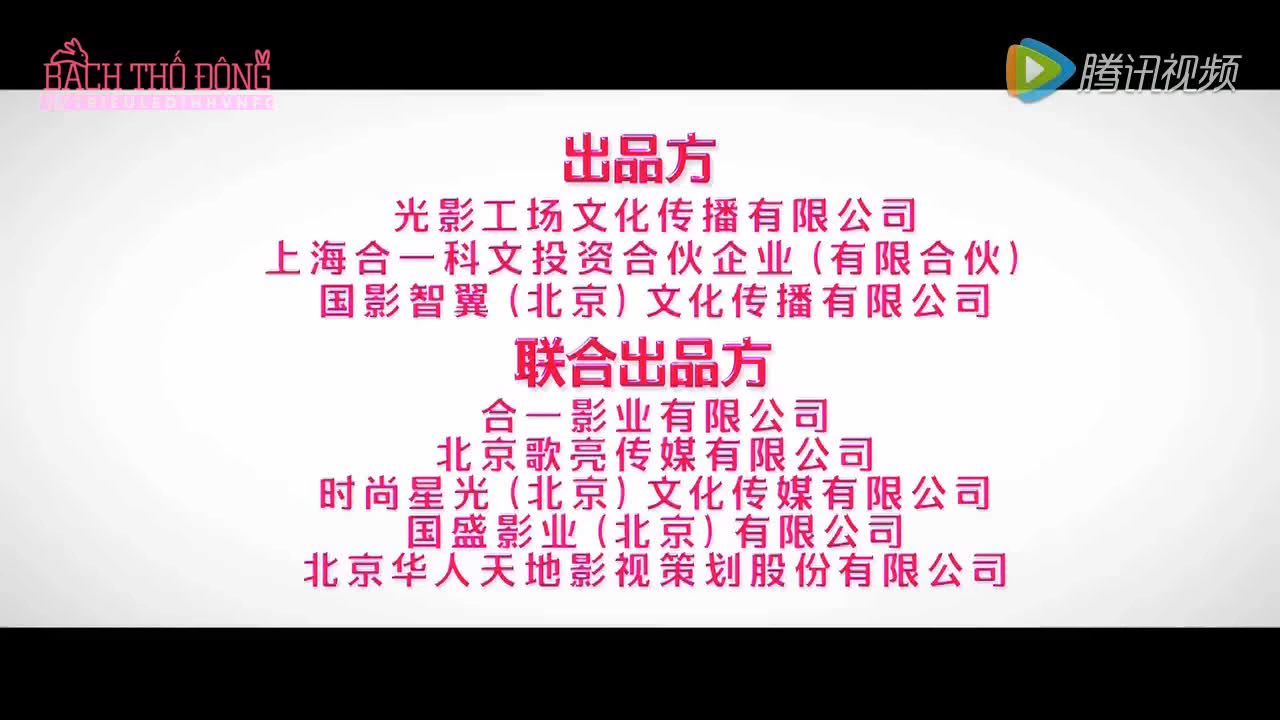 BẠCH THỐ ĐỘNG
腾讯视频
出品方
光影工场文化传播有限公司
上海合一科文投资合伙企业(有限合伙)
国影智翼(北京)文化传播有限公司
联合出品方
合一影业有限公司
北京歌亮传媒有限公司
时尚星光(北京)文化传媒有限公司
国盛影业(北京)有限公司
北京华人天地影视策划股份有限公司